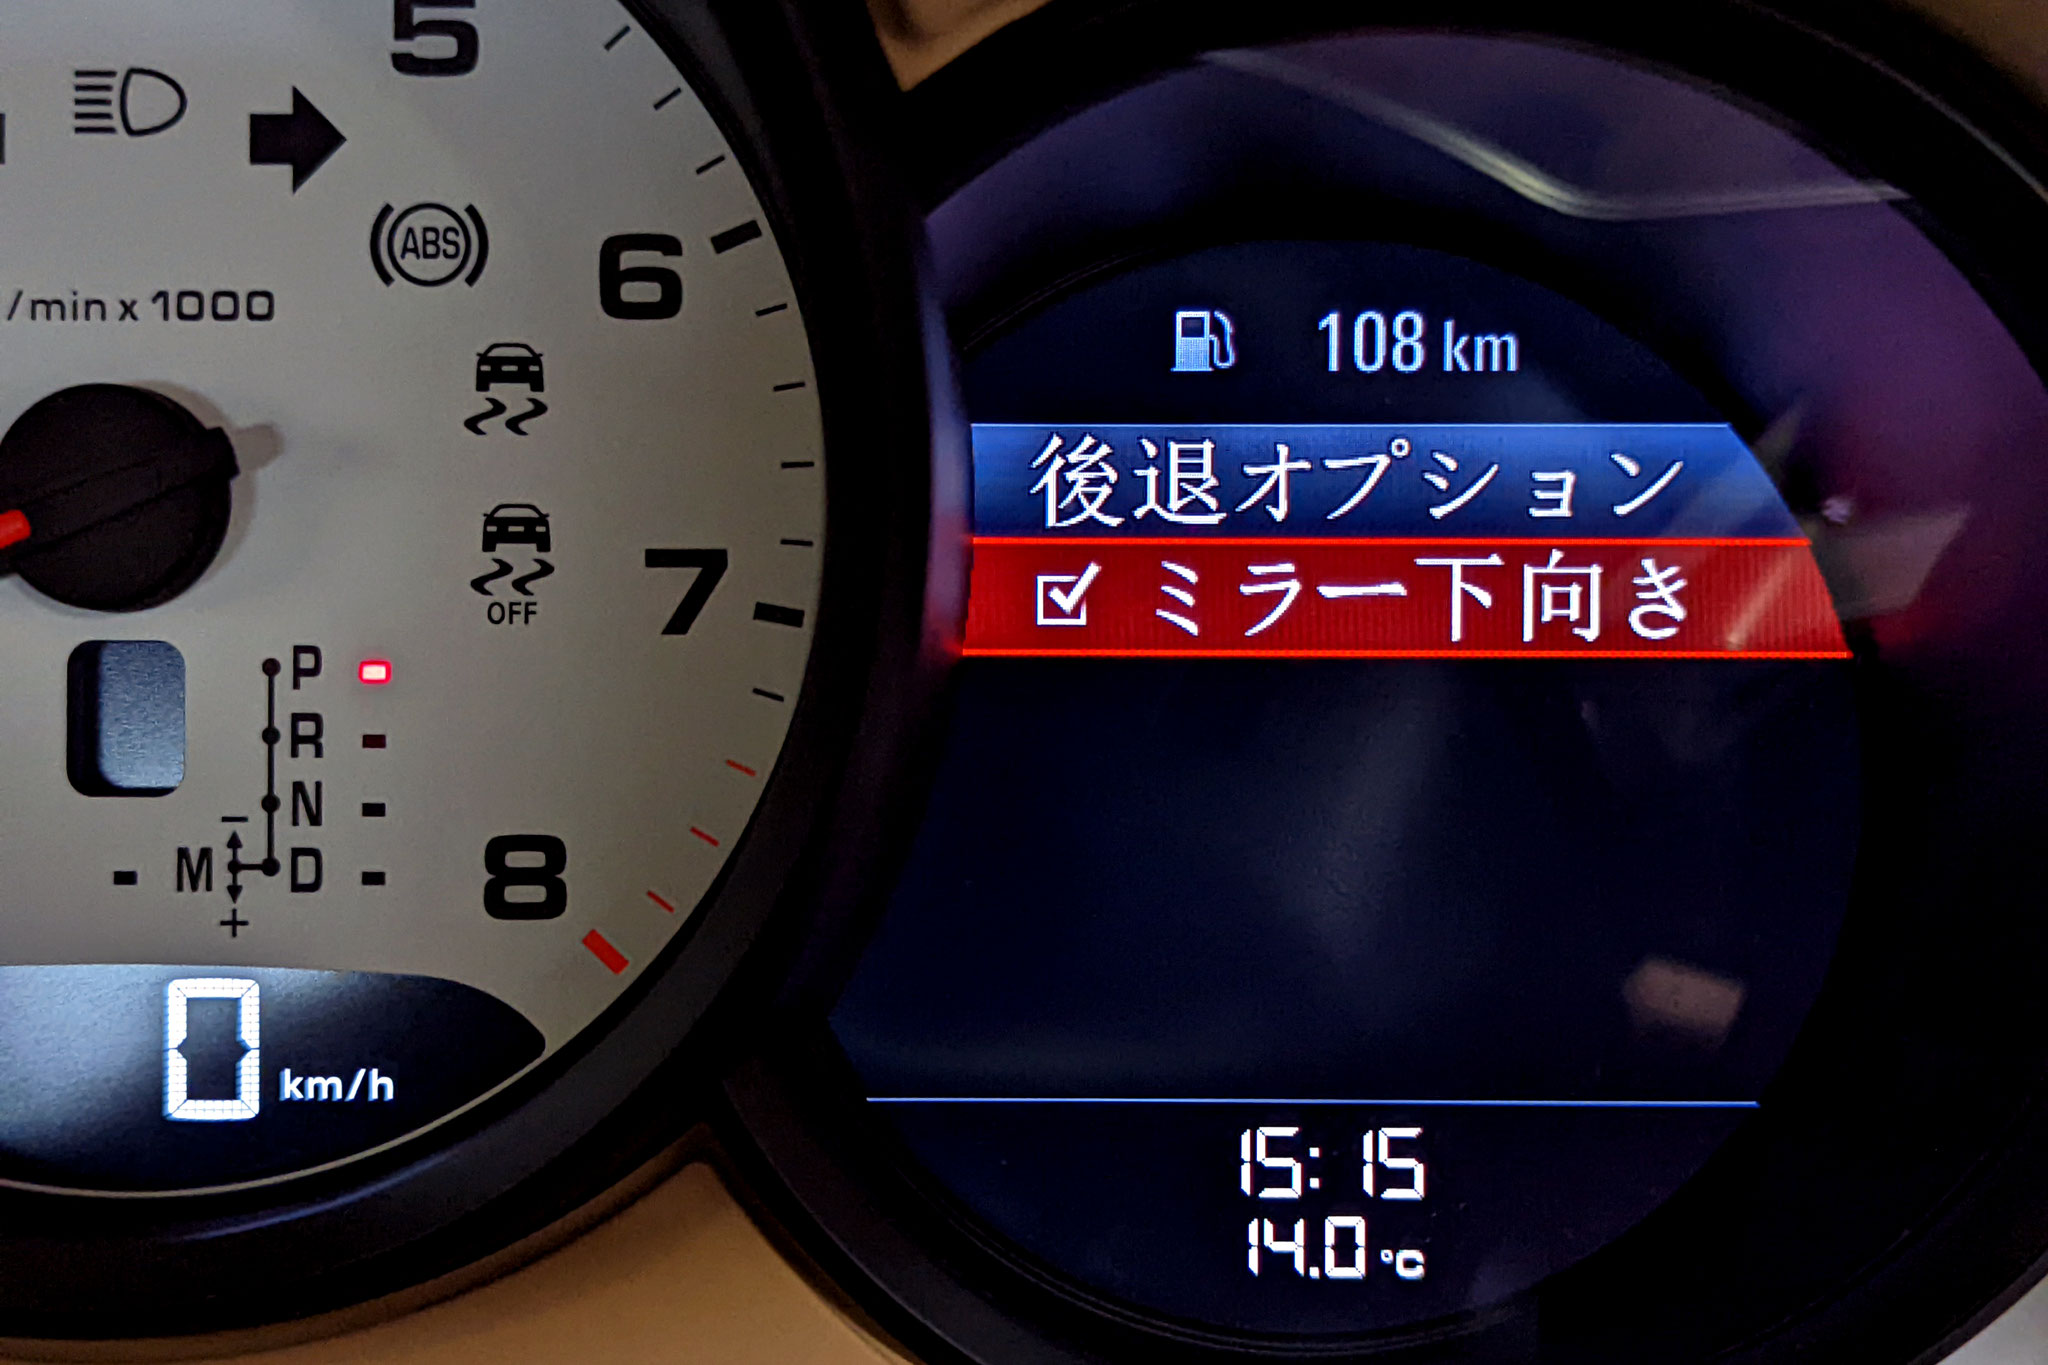 5
ABS
6
/min x 1000
7
OFF
P
R
N
M D
-
+
8
0 km/h
108 km
後退オプション
ミラー下向き
15:15
14.0 °C